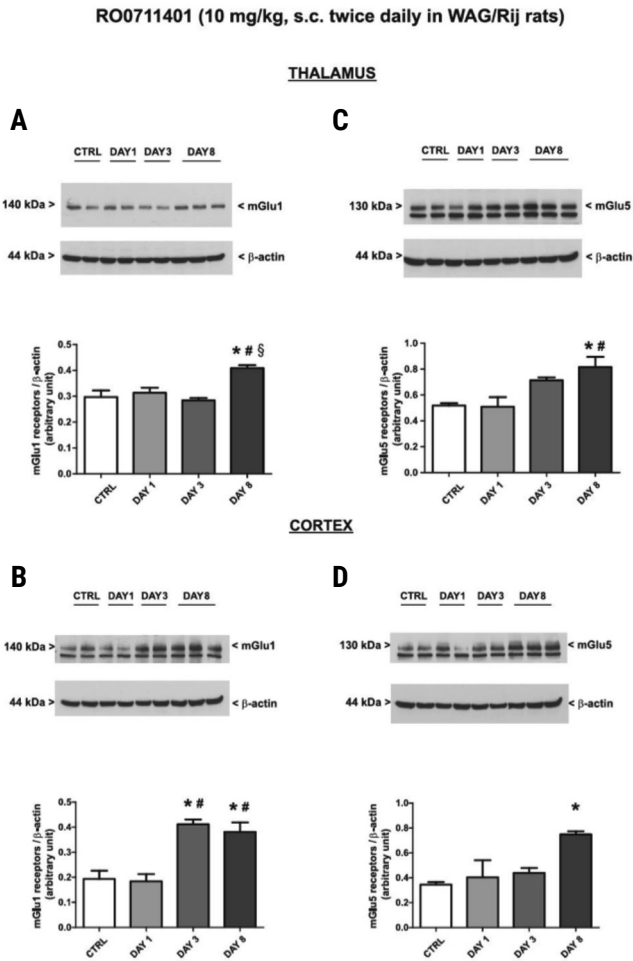 RO0711401 (10 mg/kg, s.c. twice daily in WAG/Rij rats)
THALAMUS
A
CTRL DAY1 DAY3 DAY8
140 kDa > < mGlu1
44 kDa > < β-actin
mGlu1 receptors / β-actin
(arbitrary unit)
0.5
0.4
0.3
0.2
0.1
0.0
* # §
CTRL
DAY 1
DAY 3
DAY 8
C
CTRL DAY1 DAY3 DAY8
130 kDa > < mGlu5
44 kDa > < β-actin
mGlu5 receptors / β-actin
(arbitrary unit)
1.0
0.8
0.6
0.4
0.2
0.0
* #
CTRL
DAY 1
DAY 3
DAY 8
CORTEX
B
CTRL DAY1 DAY3 DAY8
140 kDa > < mGlu1
44 kDa > < β-actin
mGlu1 receptors / β-actin
(arbitrary unit)
0.5
0.4
0.3
0.2
0.1
0.0
* # * #
CTRL
DAY 1
DAY 3
DAY 8
D
CTRL DAY1 DAY3 DAY8
130 kDa > < mGlu5
44 kDa > < β-actin
mGlu5 receptors / β-actin
(arbitrary unit)
1.0
0.8
0.6
0.4
0.2
0.0
*
CTRL
DAY 1
DAY 3
DAY 8